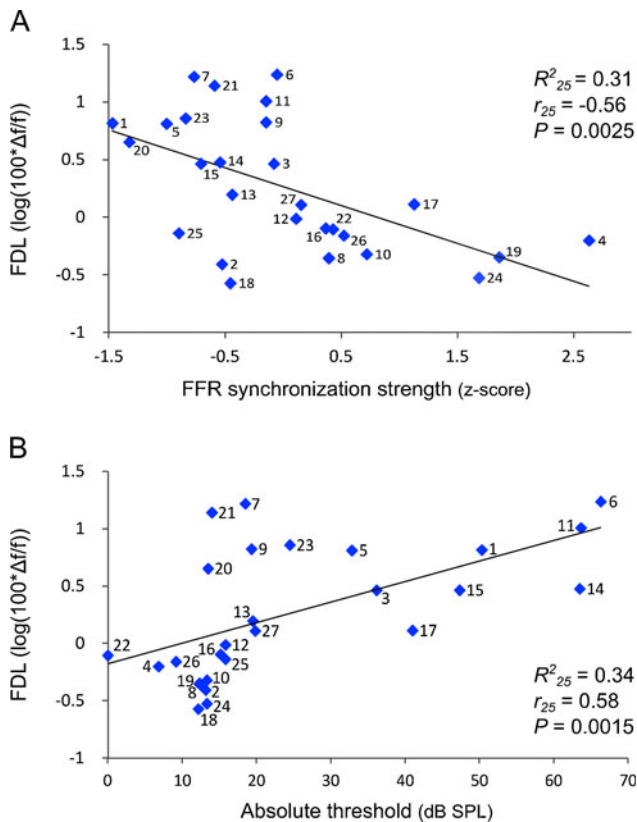 A
FDL (log(100*Δf/f))
1.5
1
0.5
0
-0.5
-1
-1.5 -0.5 0.5 1.5 2.5
FFR synchronization strength (z-score)
R²₂₅ = 0.31
r₂₅ = -0.56
P = 0.0025
7 21 6
11
1 5 23 9
20
15 14 3
13
27 17
12
16 22
25 26 4
2 8 10 19
18 24
B
FDL (log(100*Δf/f))
1.5
1
0.5
0
-0.5
-1
0 10 20 30 40 50 60 70
Absolute threshold (dB SPL)
R²₂₅ = 0.34
r₂₅ = 0.58
P = 0.0015
7 6
21
11
9 23 5 1
20
3 15 14
13
27 17
22 16 12
4 26 25
19 10
8 2
24
18